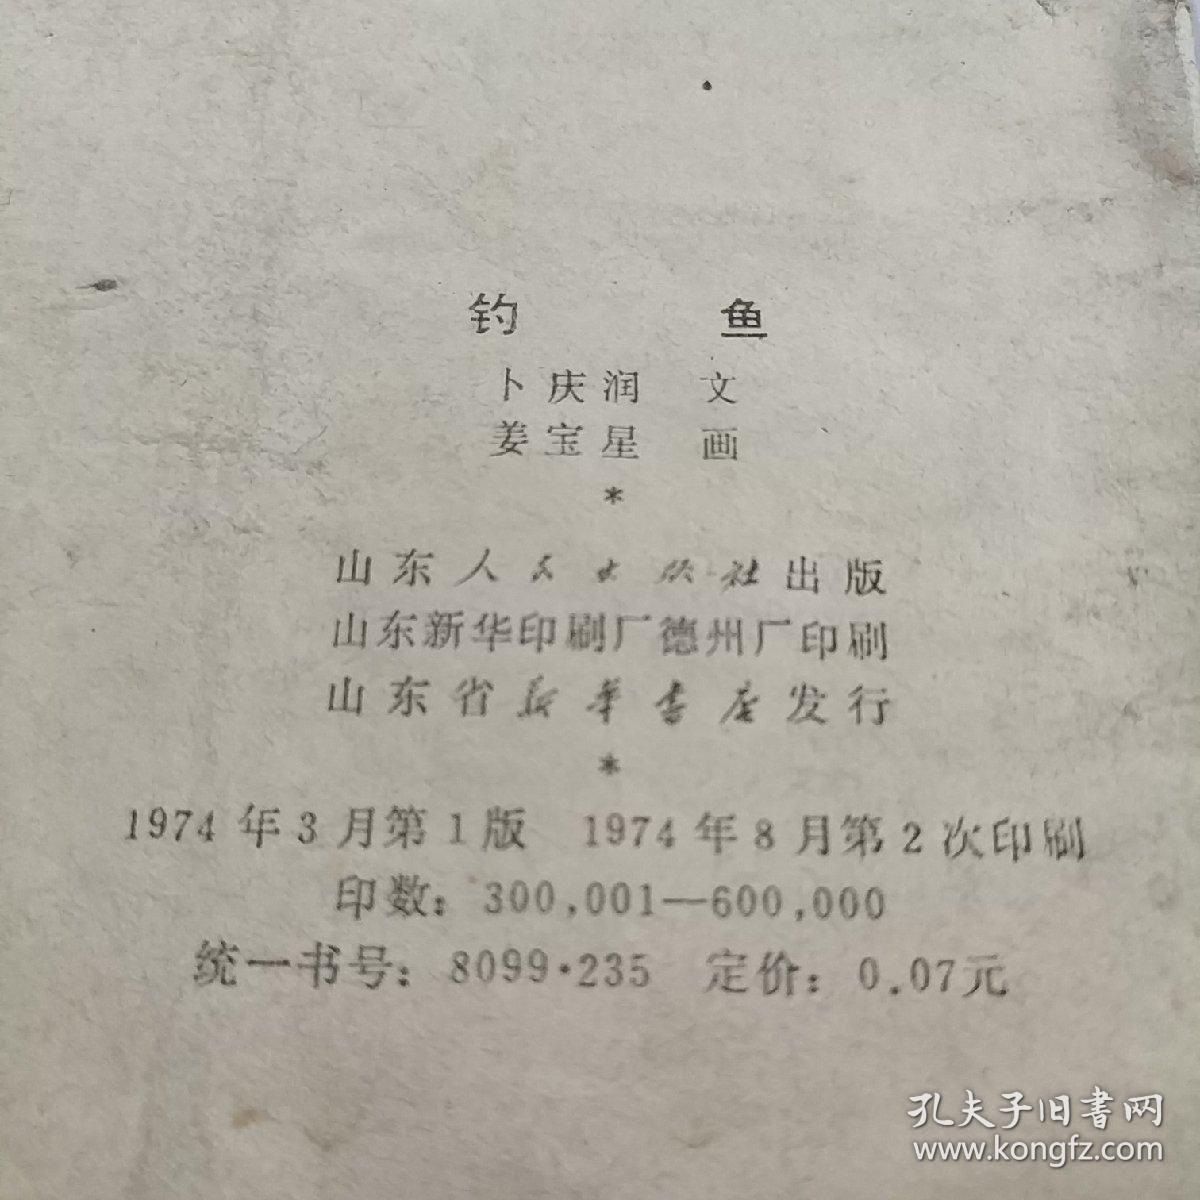 钓 鱼
卜庆润 文
姜宝星 画
*
山东人民出版社出版
山东新华印刷厂德州厂印刷
山东省新華書店发行
*
1974年3月第1版 1974年8月第2次印刷
印数：300,001—600,000
统一书号：8099·235 定价：0.07元
孔夫子旧書网
www.kongfz.com